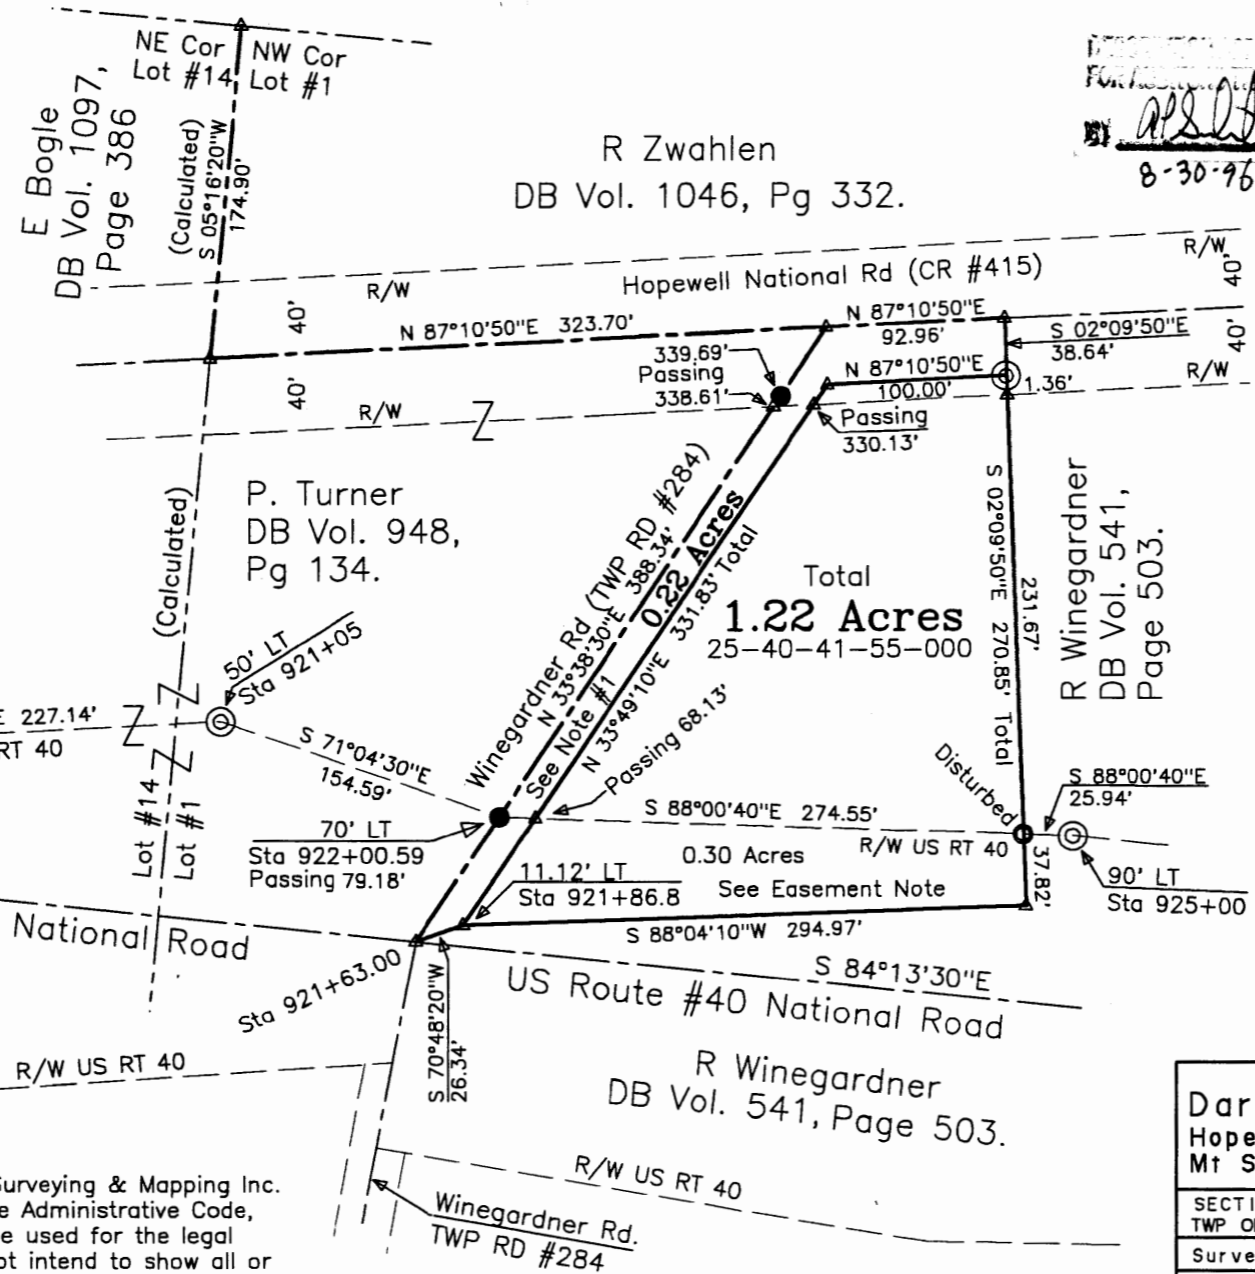 NE Cor
Lot #14
NW Cor
Lot #1
E Bogle
DB Vol. 1097,
Page 386
(Calculated)
S 05°16'20"W
174.90'
R Zwahlen
DB Vol. 1046, Pg 332.
8-30-96
R/W
Hopewell National Rd (CR #415)
R/W
40'
40'
N 87°10'50"E 323.70'
N 87°10'50"E
92.96'
S 02°09'50"E
38.64'
40'
40'
339.69'
Passing
338.61'
N 87°10'50"E
100.00'
1.36'
R/W
R/W
Passing
330.13'
P. Turner
DB Vol. 948,
Pg 134.
(Calculated)
Winegardner Rd (TWP RD #284)
N 33°38'30"E 388.34'
See Note #1
0.22 Acres
N 33°49'10"E 331.83' Total
Passing 68.13'
Total
1.22 Acres
25-40-41-55-000
S 02°09'50"E 270.85' Total
231.67'
R Winegardner
DB Vol. 541,
Page 503.
50' LT
Sta 921+05
E 227.14'
RT 40
S 71°04'30"E
154.59'
Lot #14
Lot #1
70' LT
Sta 922+00.59
Passing 79.18'
S 88°00'40"E 274.55'
Disturbed
S 88°00'40"E
25.94'
R/W US RT 40
0.30 Acres
See Easement Note
37.82'
90' LT
Sta 925+00
11.12' LT
Sta 921+86.8
S 88°04'10"W 294.97'
National Road
Sta 921+63.00
S 70°48'20"W
26.34'
S 84°13'30"E
US Route #40 National Road
R/W US RT 40
R Winegardner
DB Vol. 541, Page 503.
R/W US RT 40
Winegardner Rd.
TWP RD #284
Surveying & Mapping Inc.
e Administrative Code,
e used for the legal
ot intend to show all or
Dar
Hope
Mt S
SECTI
TWP O
Surve